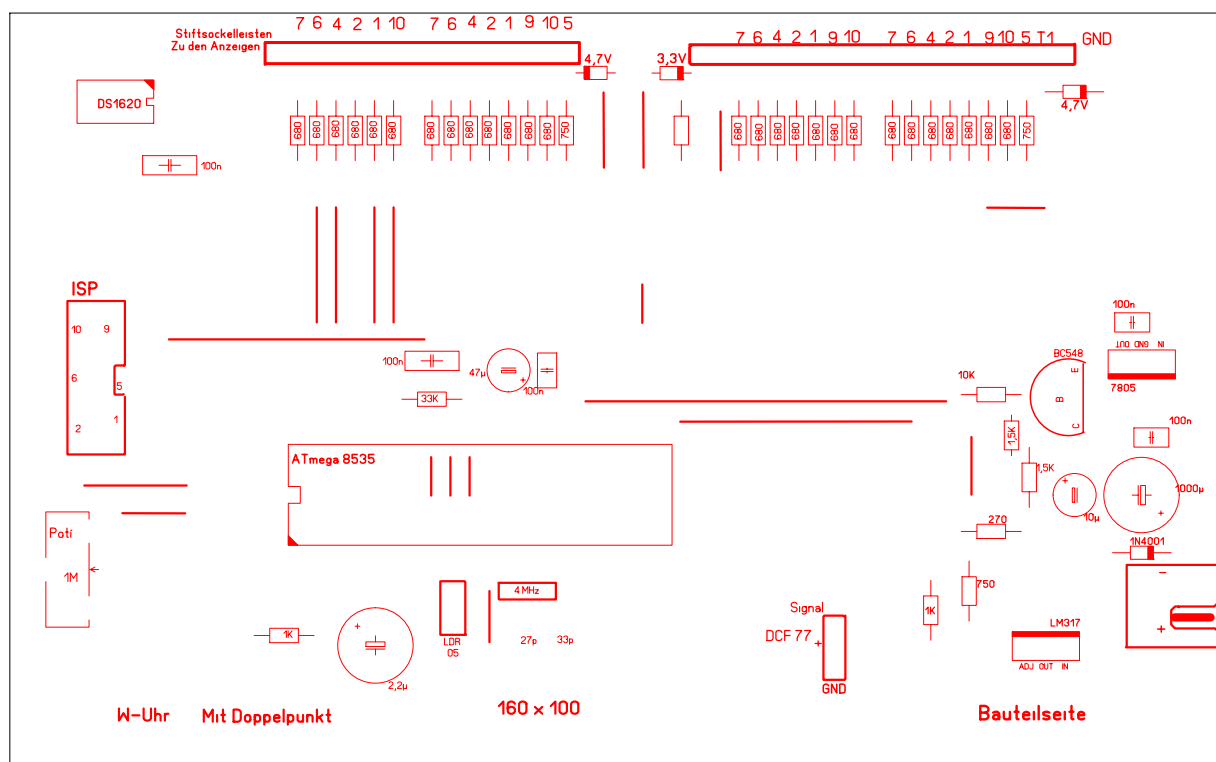 Stiftsockelleisten
Zu den Anzeigen
7 6 4 2 1 10 7 6 4 2 1 9 10 5
7 6 4 2 1 10 7 6 4 2 1 9 10 5 T1 GND
4,7V
3,3V
4,7V
DS1620
100n
680 680 680 680 680 680
680 680 680 680 680 680 680 750
680 680 680 680 680 680 680
680 680 680 680 680 680 680 750
ISP
10 9
6 5
2 1
100n
47µ
+
100n
33K
10K
BC548
E
B
C
100n
IN GND OUT
7805
1,5K
1,5K
100n
ATmega 8535
+
10µ
1000µ
+
270
1N4001
Poti
1M
4MHz
750
1K
-
+
1K
+
2,2µ
LDR
05
27p 33p
Signal
DCF 77 +
GND
LM317
ADJ OUT IN
W-Uhr Mit Doppelpunkt
160 x 100
Bauteilseite